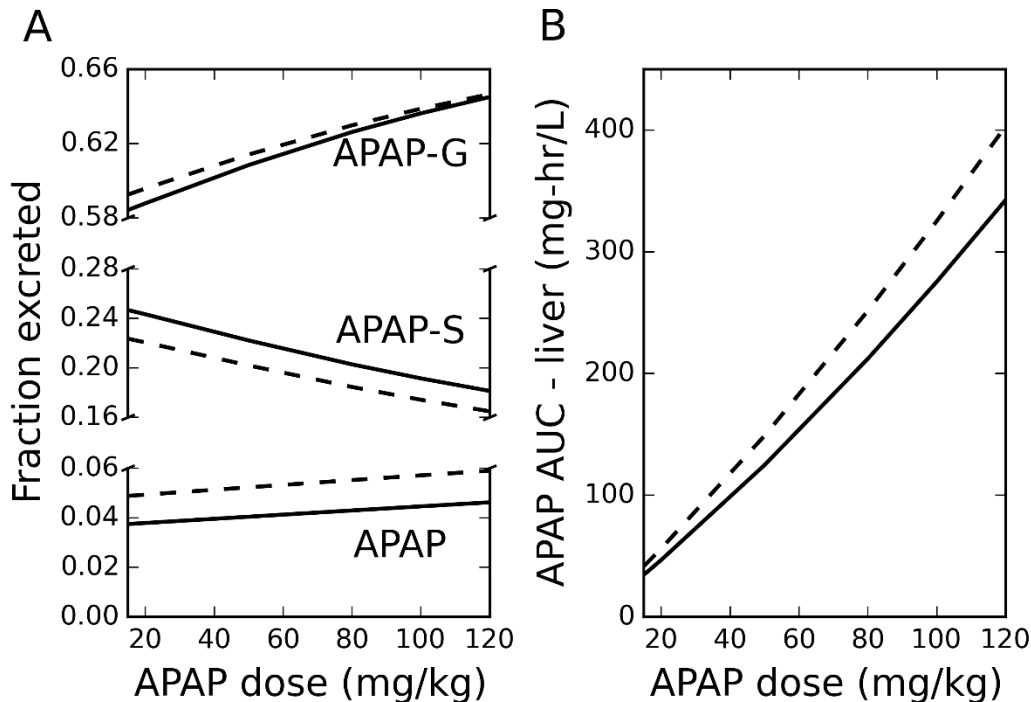 A
Fraction excreted
0.66
0.62
0.58
APAP-G
0.28
0.24
0.20
0.16
APAP-S
0.06
0.04
0.02
0.00
APAP
20 40 60 80 100 120
APAP dose (mg/kg)
B
APAP AUC - liver (mg-hr/L)
400
300
200
100
0
20 40 60 80 100 120
APAP dose (mg/kg)